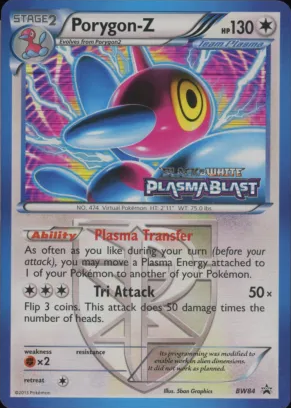 STAGE2
Porygon-Z
HP130
Evolves from Porygon2
Team Plasma
BLACK & WHITE
PLASMA BLAST
NO. 474 Virtual Pokémon HT: 2'11" WT: 75.0 lbs.
Ability Plasma Transfer
As often as you like during your turn (before your
attack), you may move a Plasma Energy attached to
1 of your Pokémon to another of your Pokémon.
Tri Attack 50×
Flip 3 coins. This attack does 50 damage times the
number of heads.
weakness
resistance
×2
retreat
Its programming was modified to
enable work in alien dimensions. It
did not work as planned.
Illus. 5ban Graphics
BW84
©2013 Pokémon